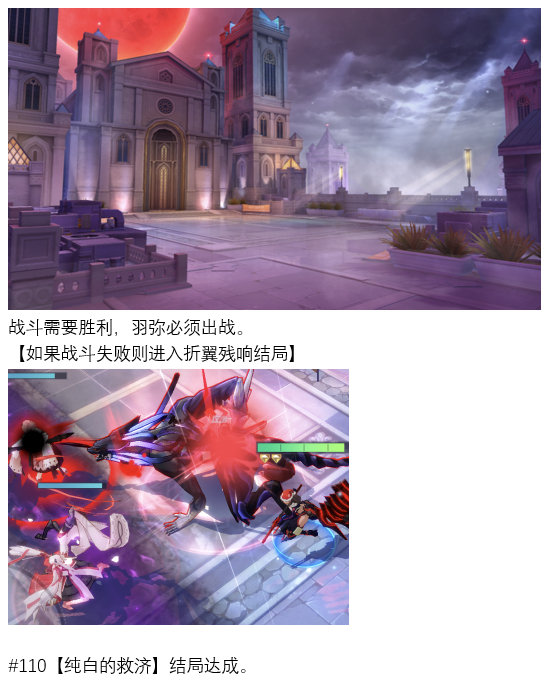 战斗需要胜利，羽弥必须出战。
【如果战斗失败则进入折翼残响结局】
#110【纯白的救济】结局达成。